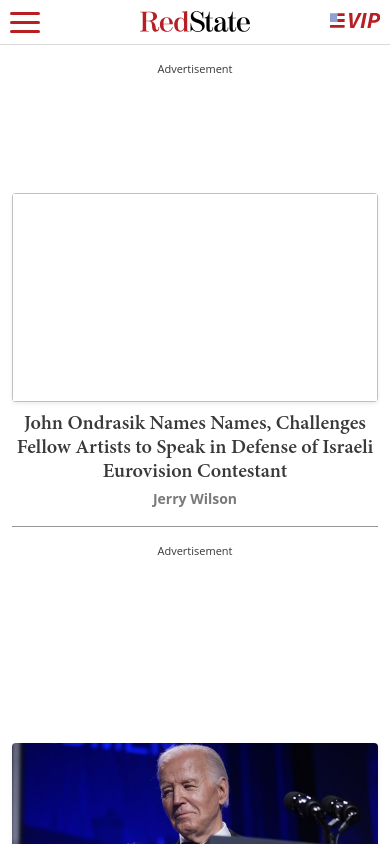 RedState
VIP
Advertisement
John Ondrasik Names Names, Challenges
Fellow Artists to Speak in Defense of Israeli
Eurovision Contestant
Jerry Wilson
Advertisement